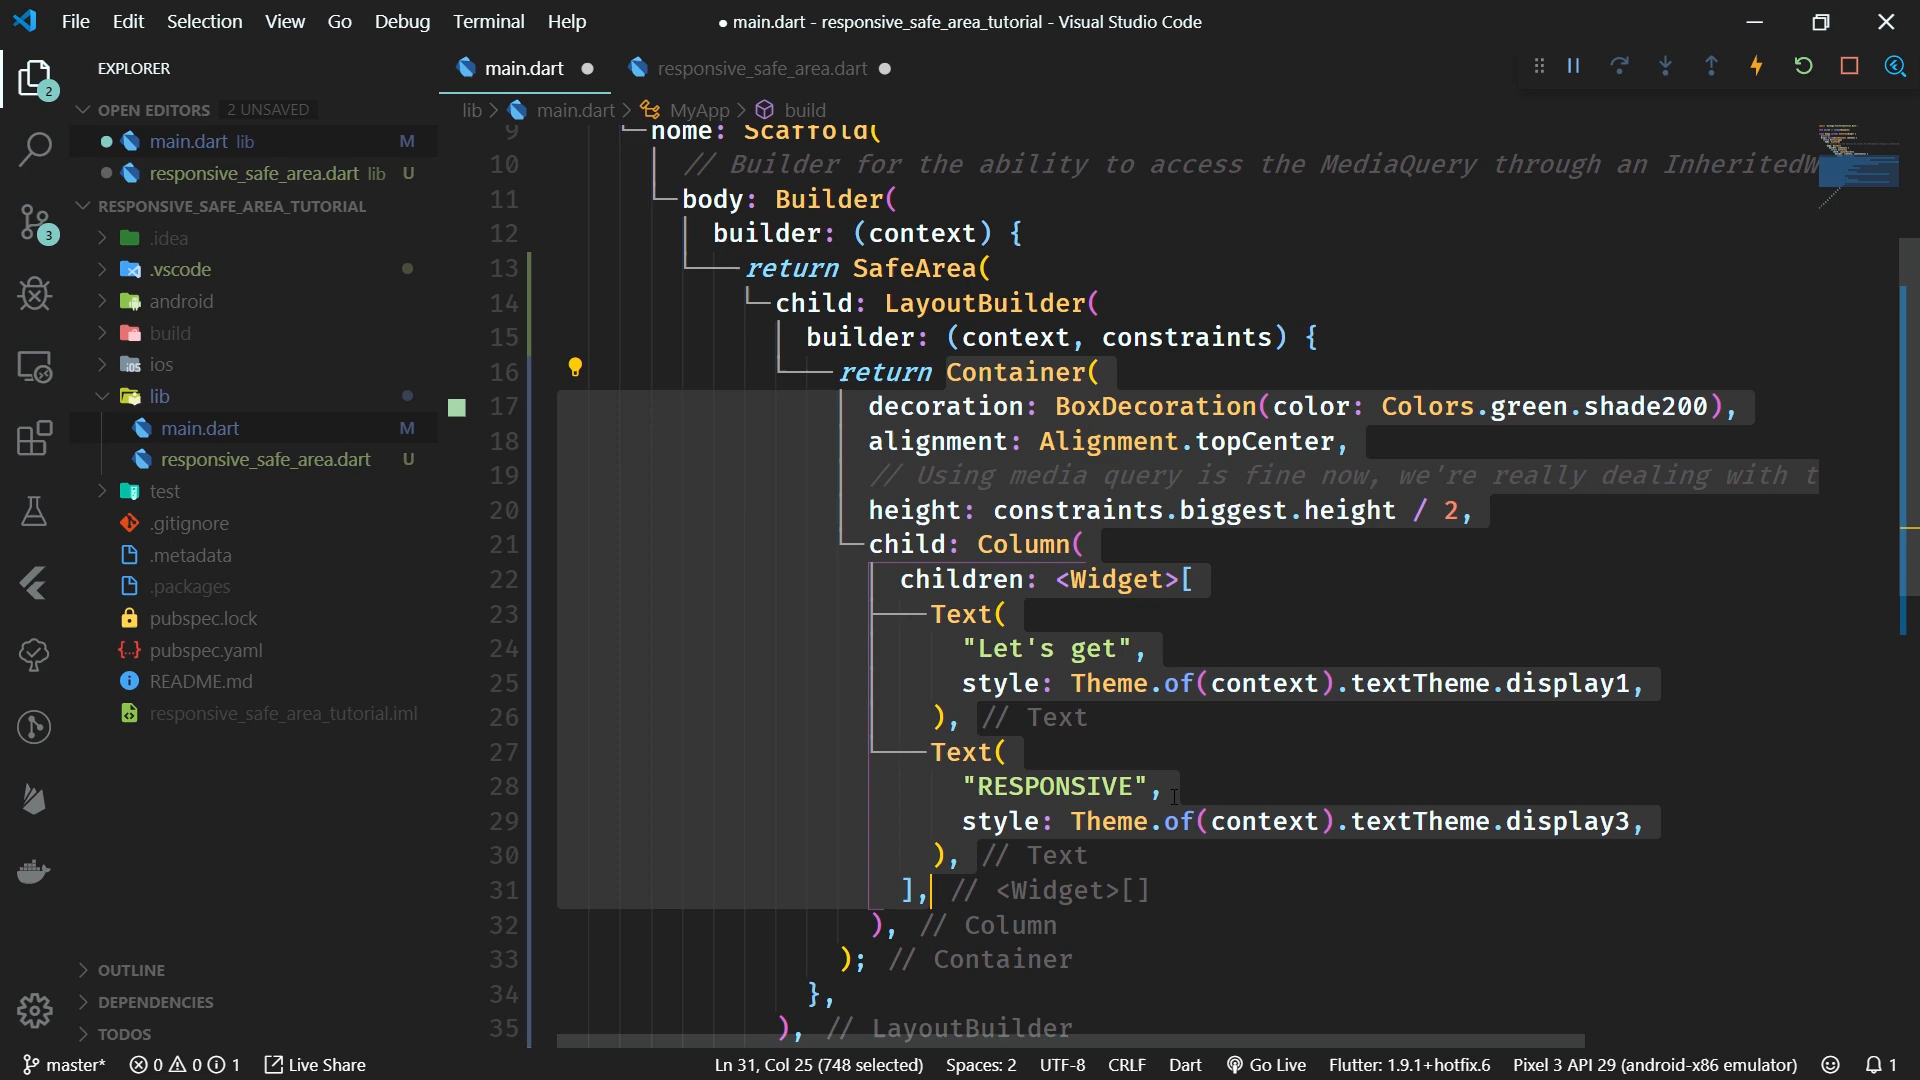 File Edit Selection View Go Debug Terminal Help
● main.dart - responsive_safe_area_tutorial - Visual Studio Code
EXPLORER
OPEN EDITORS 2 UNSAVED
main.dart lib M
responsive_safe_area.dart lib U
RESPONSIVE_SAFE_AREA_TUTORIAL
.idea
.vscode
android
build
ios
lib
main.dart M
responsive_safe_area.dart U
test
.gitignore
.metadata
.packages
pubspec.lock
pubspec.yaml
README.md
responsive_safe_area_tutorial.iml
OUTLINE
DEPENDENCIES
TODOS
2
3
main.dart ●
responsive_safe_area.dart ●
lib > main.dart > MyApp > build
9 home: Scaffold(
10 // Builder for the ability to access the MediaQuery through an InheritedW
11 body: Builder(
12 builder: (context) {
13 return SafeArea(
14 child: LayoutBuilder(
15 builder: (context, constraints) {
16 return Container(
17 decoration: BoxDecoration(color: Colors.green.shade200),
18 alignment: Alignment.topCenter,
19 // Using media query is fine now, we're really dealing with t
20 height: constraints.biggest.height / 2,
21 child: Column(
22 children: <Widget>[
23 Text(
24 "Let's get",
25 style: Theme.of(context).textTheme.display1,
26 ), // Text
27 Text(
28 "RESPONSIVE",
29 style: Theme.of(context).textTheme.display3,
30 ), // Text
31 ], // <Widget>[]
32 ), // Column
33 ); // Container
34 },
35 ), // LayoutBuilder
master* 0 0 1 Live Share Ln 31, Col 25 (748 selected) Spaces: 2 UTF-8 CRLF Dart Go Live Flutter: 1.9.1+hotfix.6 Pixel 3 API 29 (android-x86 emulator) 1